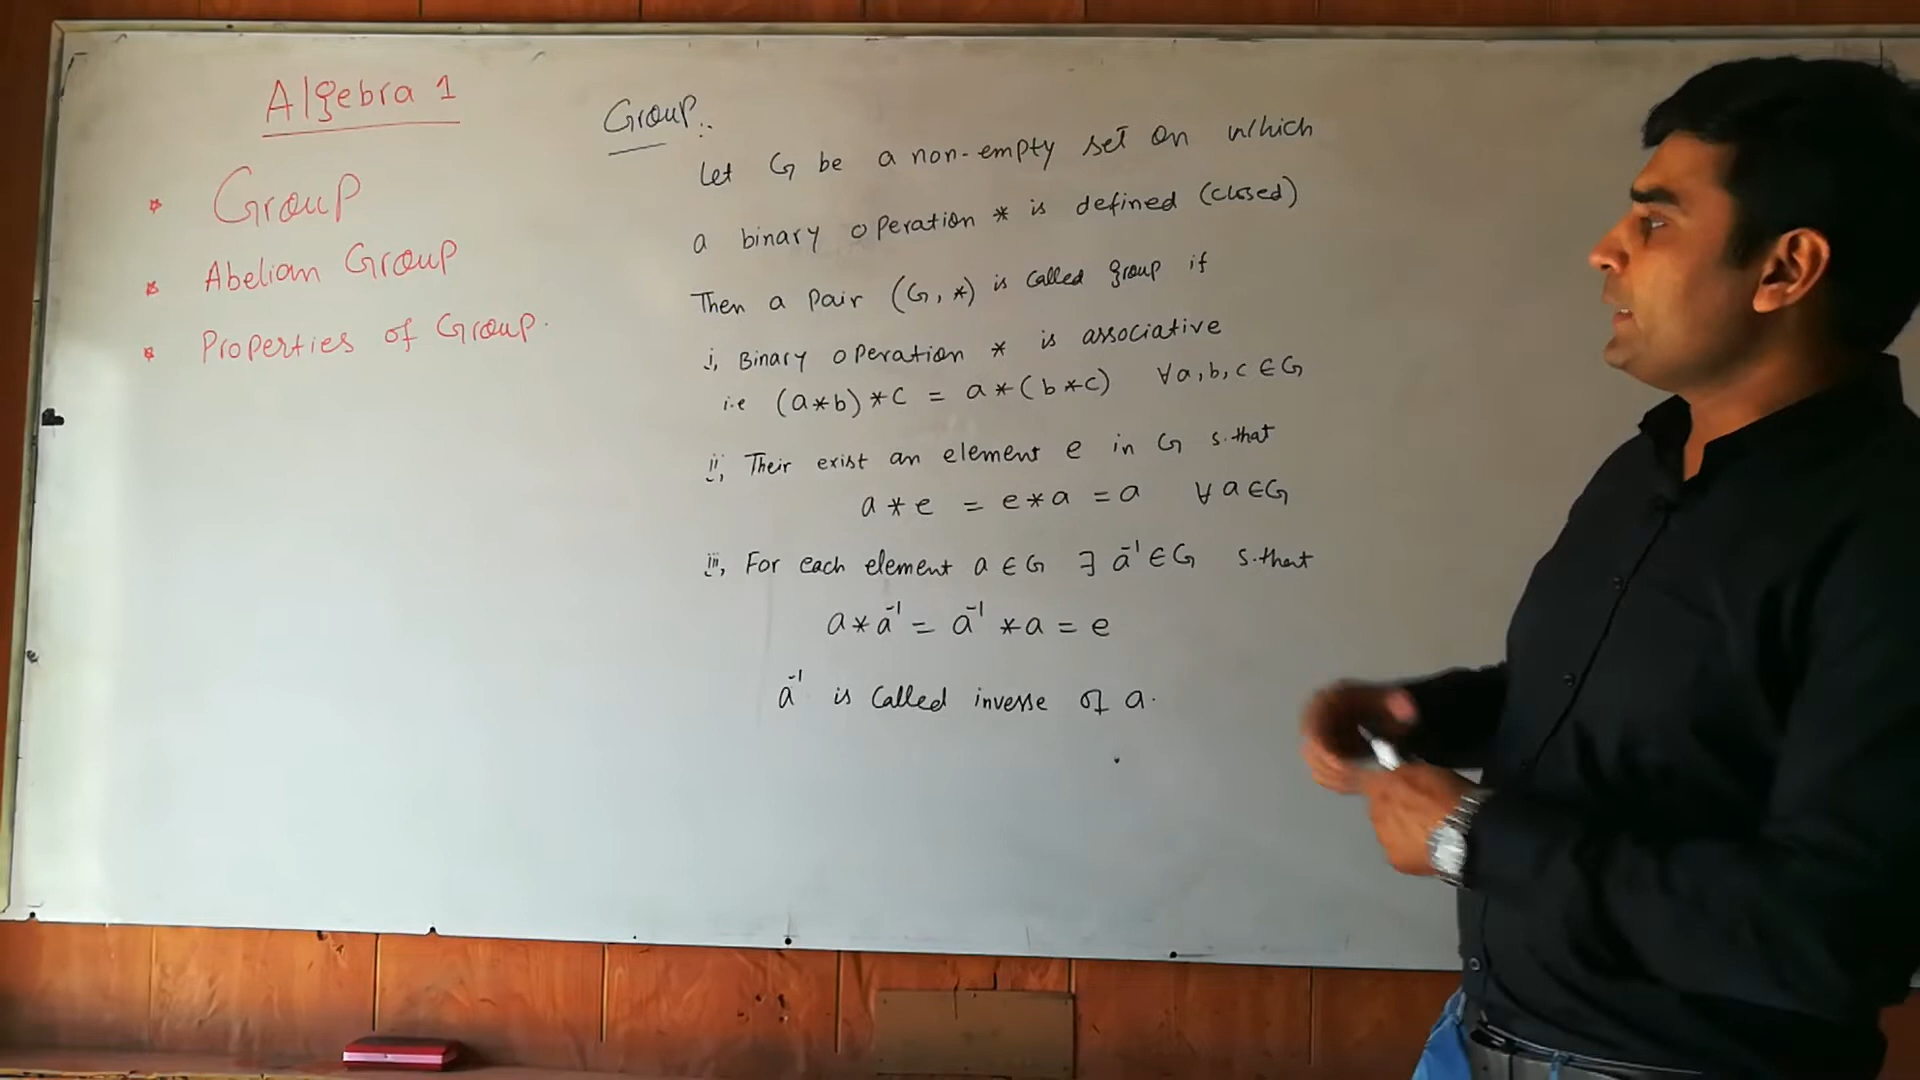 Algebra 1
* Group
* Abelian Group
* Properties of Group.
Group:.
Let G be a non-empty set on which
a binary operation * is defined (closed)
Then a pair (G, *) is called group if
i, Binary operation * is associative
i.e (a*b)*c = a*(b*c) ∀a,b,c ∈ G
ii, Their exist an element e in G s.that
a*e = e*a = a ∀ a∈G
iii, For each element a ∈ G ∃ a⁻¹ ∈ G s.that
a*a⁻¹ = a⁻¹*a = e
a⁻¹ is called inverse of a.